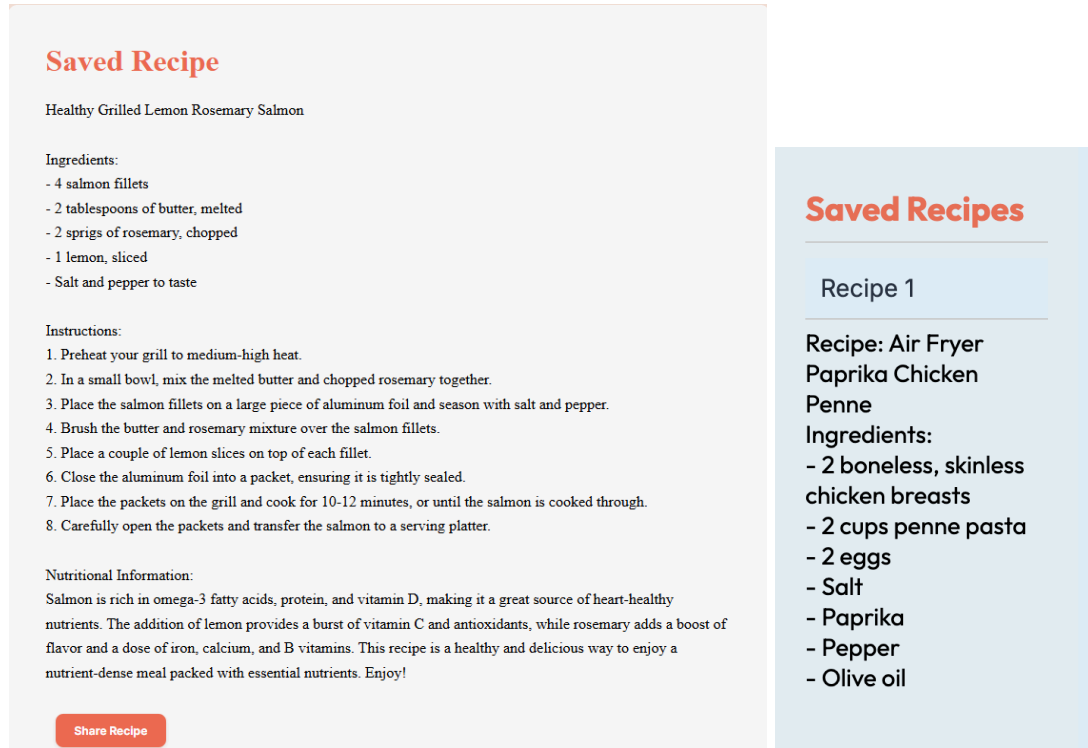 Saved Recipe
Healthy Grilled Lemon Rosemary Salmon
Ingredients:
- 4 salmon fillets
- 2 tablespoons of butter, melted
- 2 sprigs of rosemary, chopped
- 1 lemon, sliced
- Salt and pepper to taste
Instructions:
1. Preheat your grill to medium-high heat.
2. In a small bowl, mix the melted butter and chopped rosemary together.
3. Place the salmon fillets on a large piece of aluminum foil and season with salt and pepper.
4. Brush the butter and rosemary mixture over the salmon fillets.
5. Place a couple of lemon slices on top of each fillet.
6. Close the aluminum foil into a packet, ensuring it is tightly sealed.
7. Place the packets on the grill and cook for 10-12 minutes, or until the salmon is cooked through.
8. Carefully open the packets and transfer the salmon to a serving platter.
Nutritional Information:
Salmon is rich in omega-3 fatty acids, protein, and vitamin D, making it a great source of heart-healthy
nutrients. The addition of lemon provides a burst of vitamin C and antioxidants, while rosemary adds a boost of
flavor and a dose of iron, calcium, and B vitamins. This recipe is a healthy and delicious way to enjoy a
nutrient-dense meal packed with essential nutrients. Enjoy!
Share Recipe
Saved Recipes
Recipe 1
Recipe: Air Fryer
Paprika Chicken
Penne
Ingredients:
- 2 boneless, skinless
chicken breasts
- 2 cups penne pasta
- 2 eggs
- Salt
- Paprika
- Pepper
- Olive oil